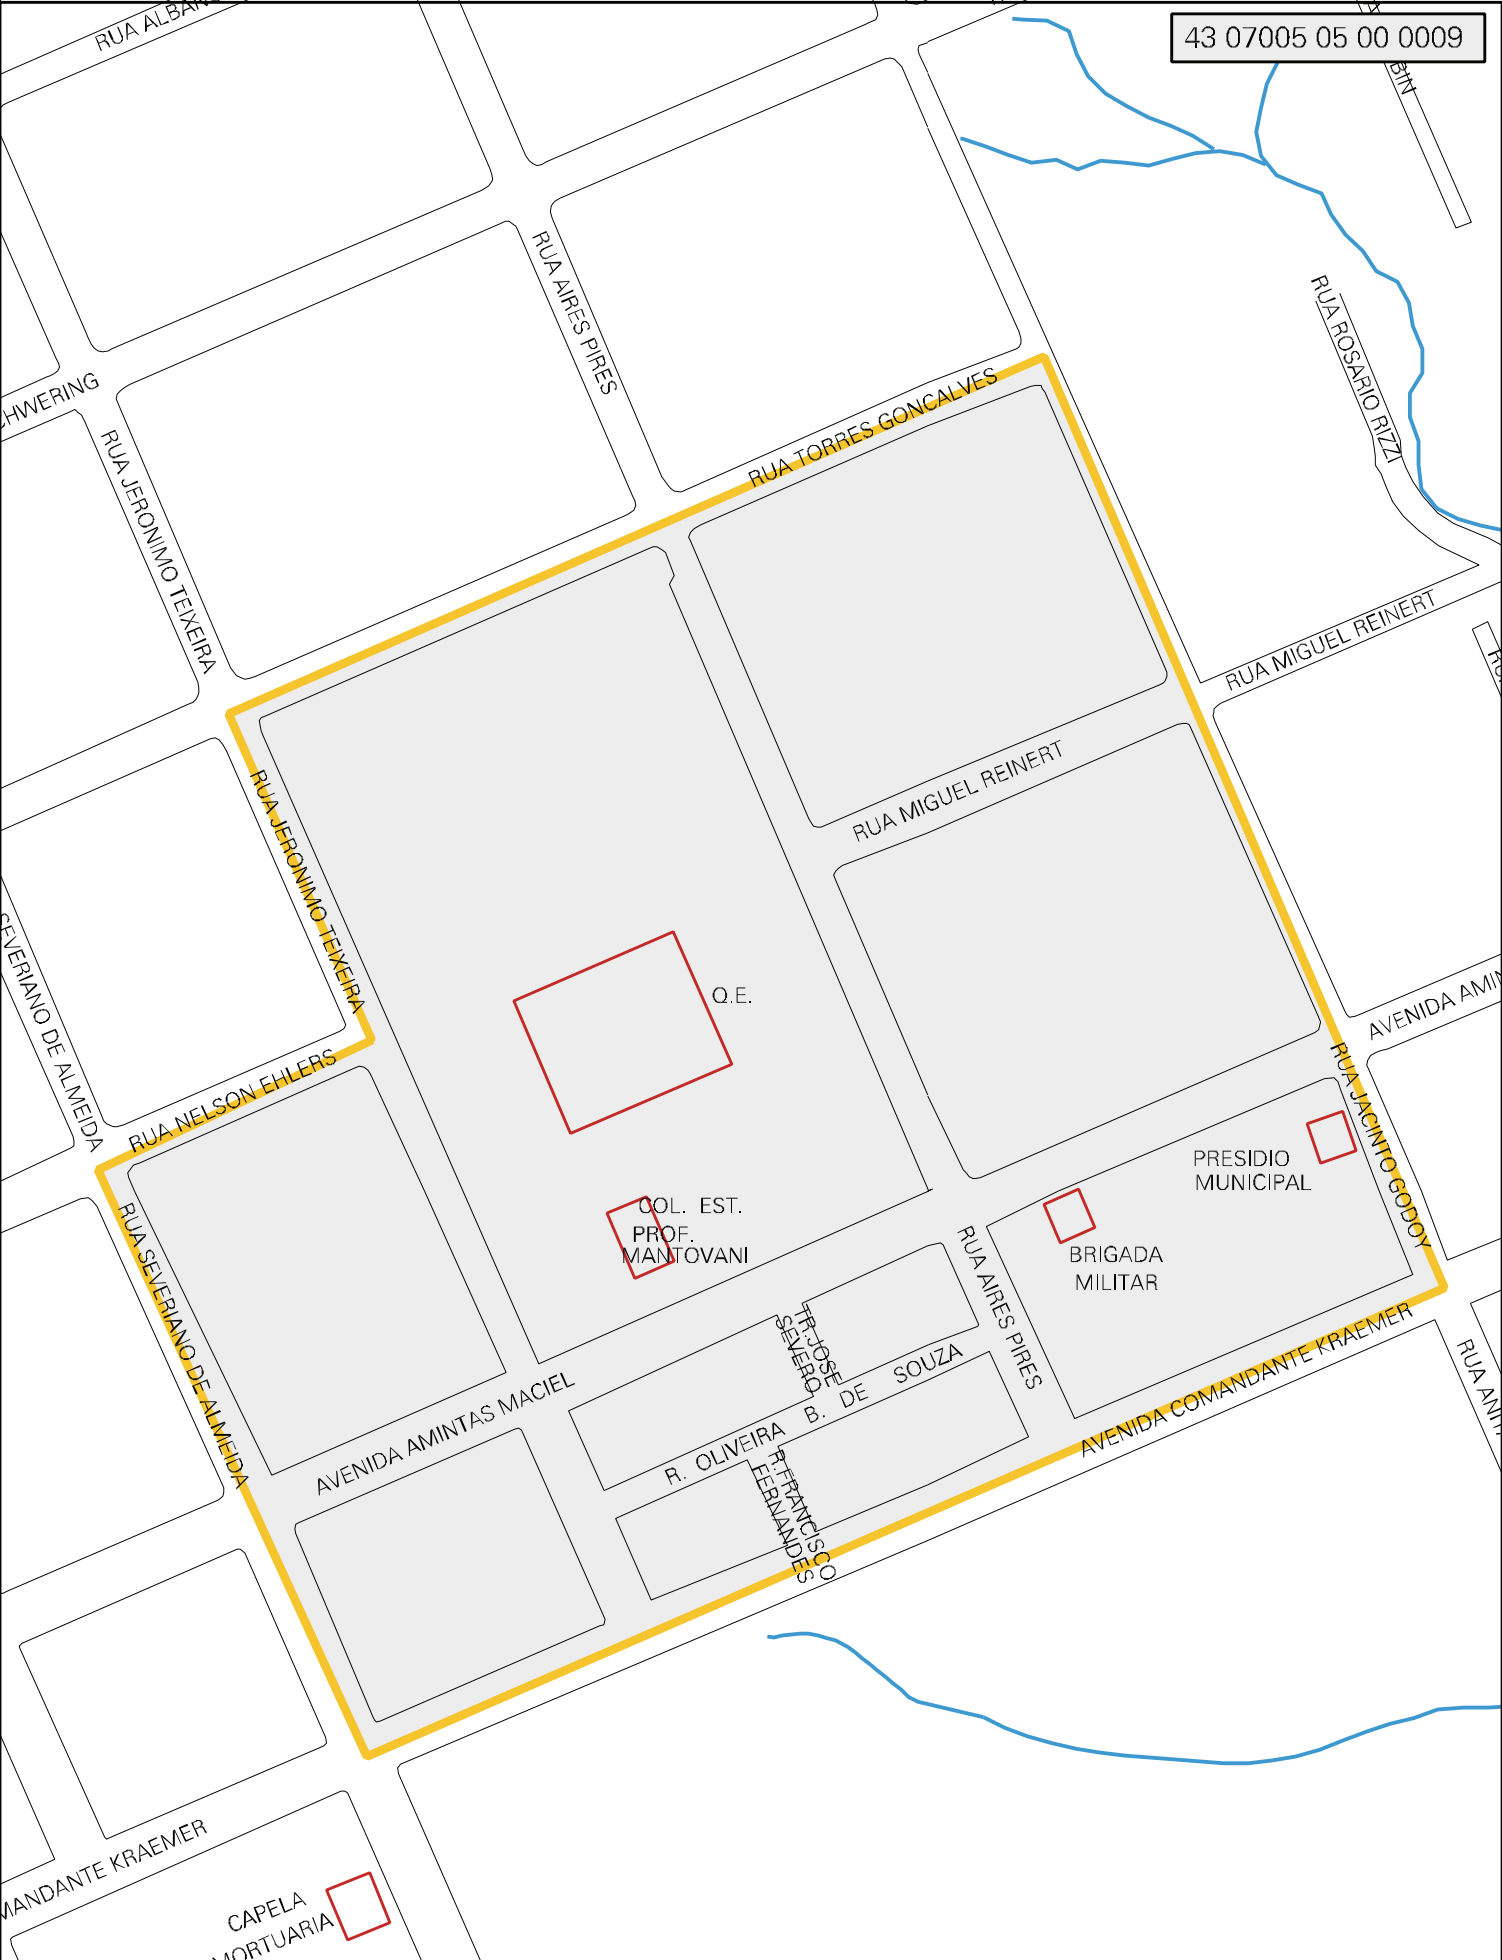 43 07005 05 00 0009
RUA AIRES PIRES
RUA ROSARIO RIZZI
RUA TORRES GONCALVES
RUA JERONIMO TEIXEIRA
RUA MIGUEL REINERT
RUA MIGUEL REINERT
RUA JERONIMO TEIXEIRA
SEVERIANO DE ALMEIDA
Q.E.
RUA NELSON EHLERS
RUA JACINTO GODOY
PRESIDIO
MUNICIPAL
COL. EST.
PROF.
MANTOVANI
BRIGADA
MILITAR
RUA SEVERIANO DE ALMEIDA
RUA AIRES PIRES
TR.JOSE
SEVERO
AVENIDA AMINTAS MACIEL
R. OLIVEIRA B. DE SOUZA
AVENIDA COMANDANTE KRAEMER
R.FRANCISCO
FERNANDES
KRAEMER
CAPELA
MORTUARIA